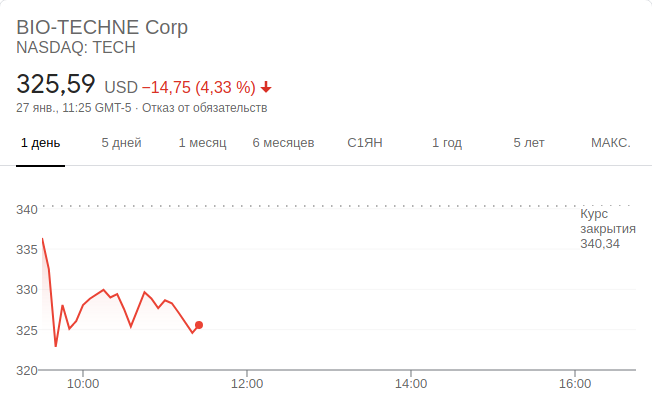 BIO-TECHNE Corp
NASDAQ: TECH
325,59 USD −14,75 (4,33 %)
27 янв., 11:25 GMT-5 · Отказ от обязательств
1 день 5 дней 1 месяц 6 месяцев С1ЯН 1 год 5 лет МАКС.
340
Курс
закрытия
340,34
335
330
325
320
10:00 12:00 14:00 16:00